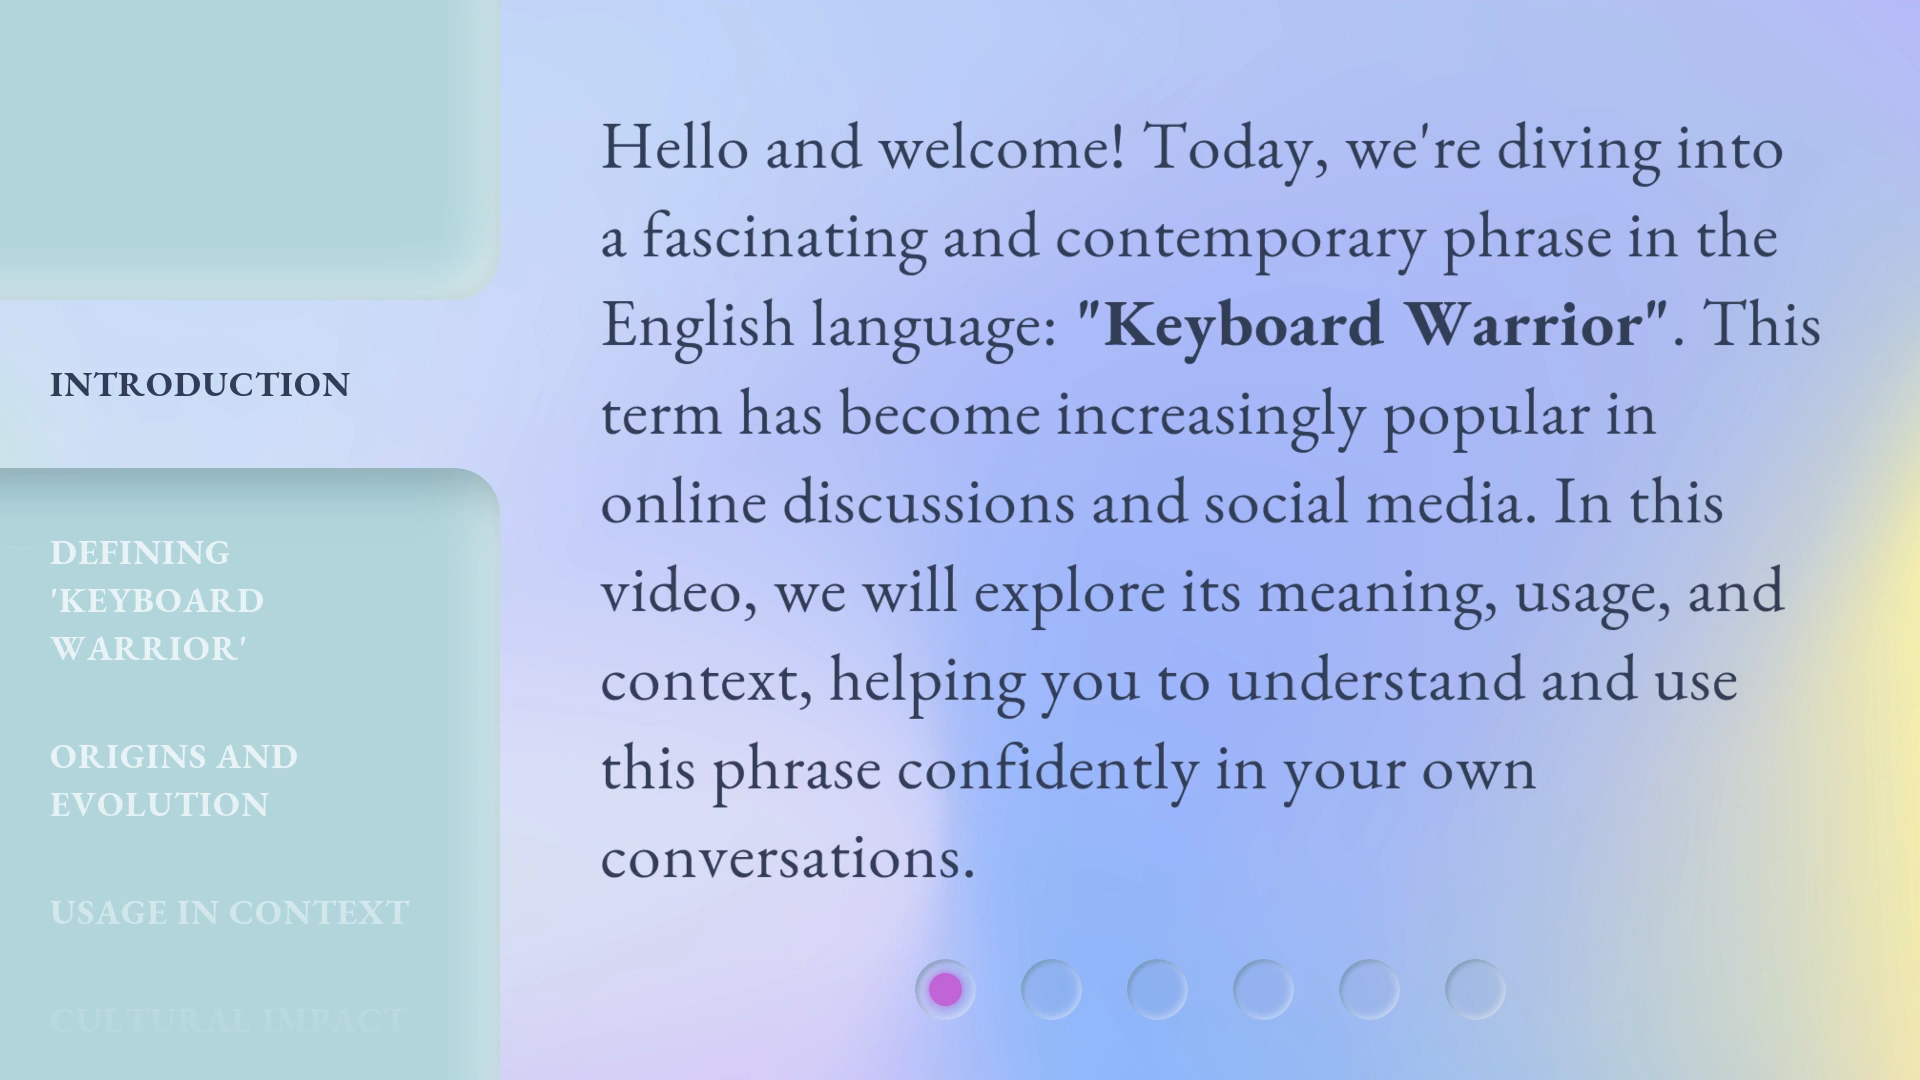 INTRODUCTION
DEFINING
'KEYBOARD
WARRIOR'
ORIGINS AND
EVOLUTION
USAGE IN CONTEXT
CULTURAL IMPACT
Hello and welcome! Today, we're diving into
a fascinating and contemporary phrase in the
English language: "Keyboard Warrior". This
term has become increasingly popular in
online discussions and social media. In this
video, we will explore its meaning, usage, and
context, helping you to understand and use
this phrase confidently in your own
conversations.